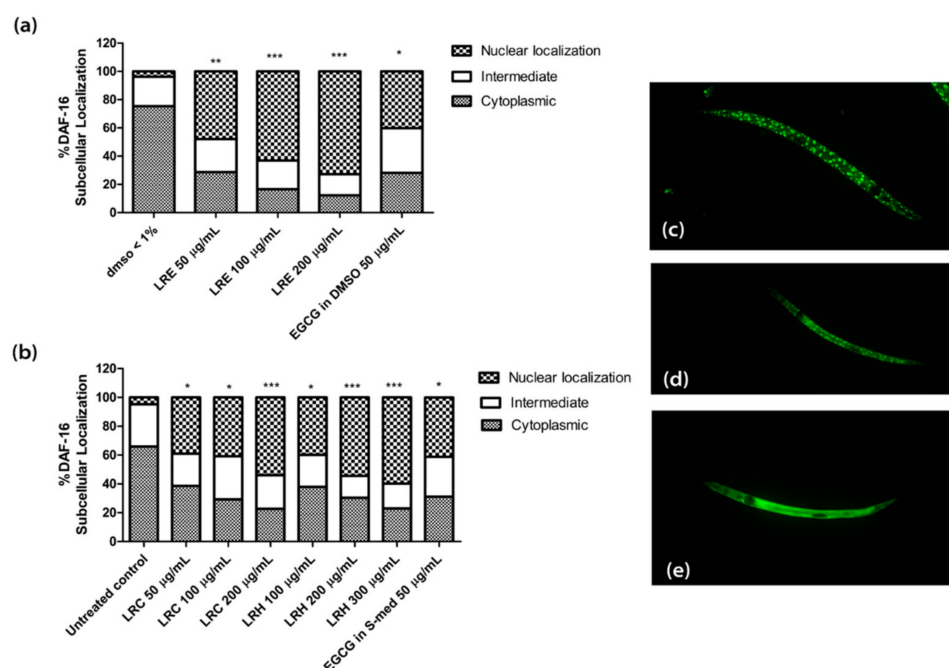 (a)
%DAF-16
Subcellular Localization
120
100
80
60
40
20
0
**
***
***
*
Nuclear localization
Intermediate
Cytoplasmic
dmso < 1%
LRE 50 µg/mL
LRE 100 µg/mL
LRE 200 µg/mL
EGCG in DMSO 50 µg/mL
(b)
%DAF-16
Subcellular Localization
120
100
80
60
40
20
0
*
*
***
*
***
***
*
Nuclear localization
Intermediate
Cytoplasmic
Untreated control
LRC 50 µg/mL
LRC 100 µg/mL
LRC 200 µg/mL
LRH 100 µg/mL
LRH 200 µg/mL
LRH 300 µg/mL
EGCG in S-med 50 µg/mL
(c)
(d)
(e)